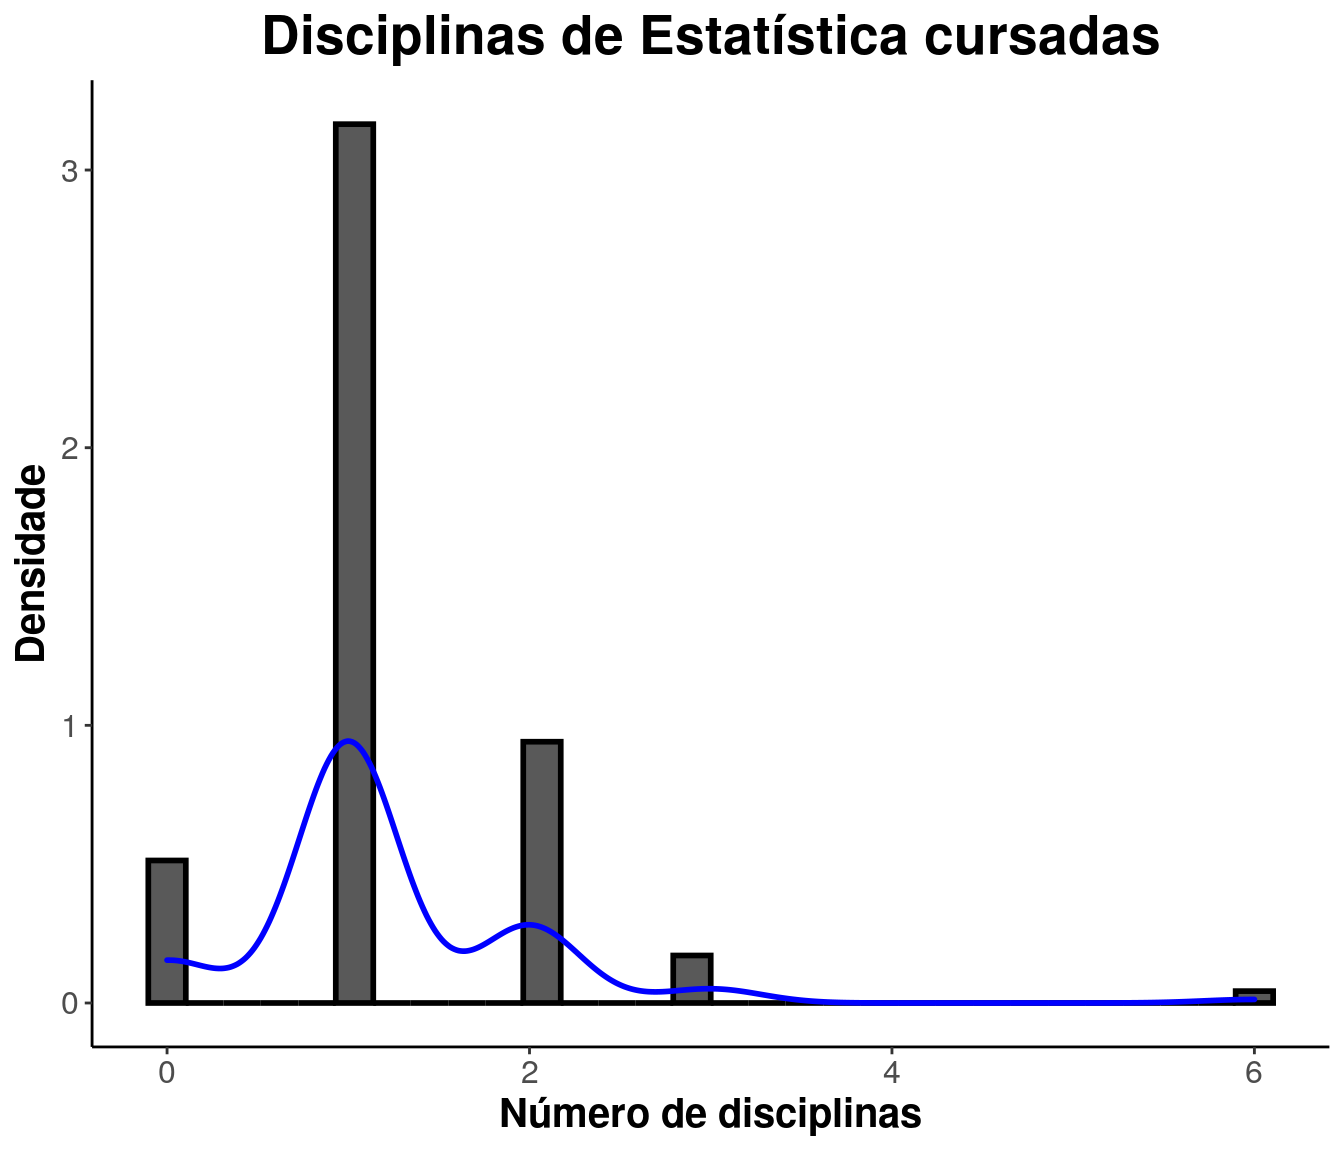 Disciplinas de Estatística cursadas
3
2
1
0
Densidade
0 2 4 6
Número de disciplinas